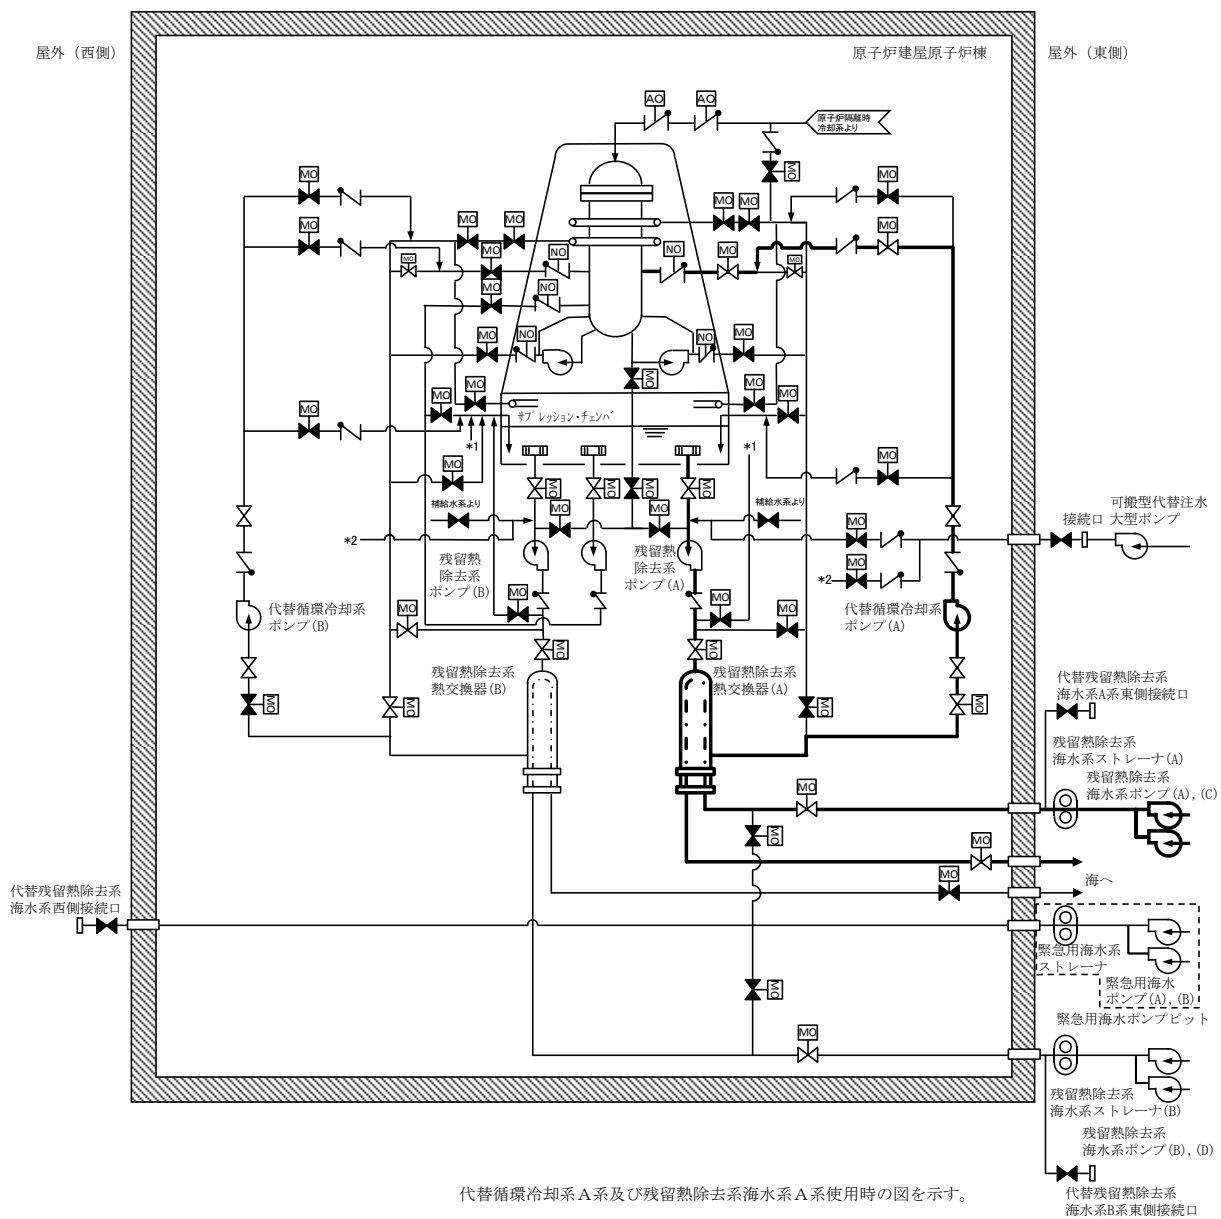 屋外（西側）
原子炉建屋原子炉棟
屋外（東側）
AO
AO
原子炉隔離時
冷却系より
MO
MO
MO
MO
MO
MO
MO
MO
MO
MO
MO
MO
NO
NO
MO
MO
MO
MO
NO
MO
MO
NO
NO
MO
MO
MO
MO
MO
MO
MO
MO
サプレッション・チェンバ
*1
*1
MO
MO
MO
MO
MO
MO
MO
補給水系より
補給水系より
MO
MO
MO
*2
*2
MO
可搬型代替注水
大型ポンプ
接続口
残留熱
除去系
ポンプ(B)
残留熱
除去系
ポンプ(A)
代替循環冷却系
ポンプ(B)
代替循環冷却系
ポンプ(A)
MO
MO
MO
MO
MO
MO
残留熱除去系
熱交換器(B)
残留熱除去系
熱交換器(A)
MO
MO
MO
MO
代替残留熱除去系
海水系A系東側接続口
残留熱除去系
海水系ストレーナ(A)
残留熱除去系
海水系ポンプ(A),(C)
MO
MO
MO
MO
海へ
代替残留熱除去系
海水系西側接続口
緊急用海水系
ストレーナ
緊急用海水
ポンプ(A),(B)
緊急用海水ポンプピット
MO
MO
残留熱除去系
海水系ストレーナ(B)
残留熱除去系
海水系ポンプ(B),(D)
代替残留熱除去系
海水系B系東側接続口
代替循環冷却系Ａ系及び残留熱除去系海水系Ａ系使用時の図を示す。